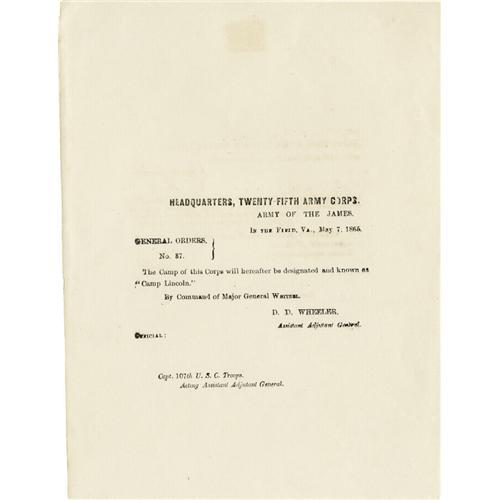 HEADQUARTERS, TWENTY-FIFTH ARMY CORPS.
ARMY OF THE JAMES.
IN THE FIELD, VA., MAY 7, 1865.
GENERAL ORDERS,
No. 37.
The Camp of this Corps will hereafter be designated and known as
"Camp Lincoln."
By Command of Major General WEITZEL
D. D. WHEELER,
Assistant Adjutant General.
OFFICIAL:
Capt. 107th U. S. C. Troops.
Acting Assistant Adjutant General.